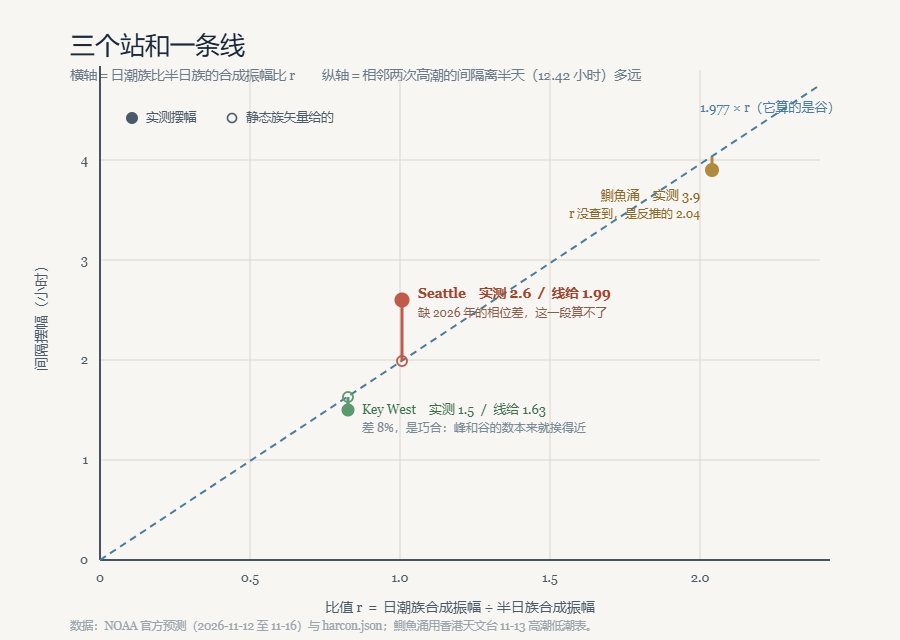 三个站和一条线
横轴 = 日潮族比半日族的合成振幅比 r 纵轴 = 相邻两次高潮的间隔离半天（12.42 小时）多远
1.977 × r（它算的是谷）
实测摆幅 静态族矢量给的
4
鰂魚涌 实测 3.9
r 没查到，是反推的 2.04
3
Seattle 实测 2.6 / 线给 1.99
缺 2026 年的相位差，这一段算不了
间隔摆幅（小时）
2
Key West 实测 1.5 / 线给 1.63
差 8%，是巧合：峰和谷的数本来就挨得近
1
0
0 0.5 1.0 1.5 2.0
比值 r = 日潮族合成振幅 ÷ 半日族合成振幅
数据：NOAA 官方预测（2026-11-12 至 11-16）与 harcon.json；鰂魚涌用香港天文台 11-13 高潮低潮表。